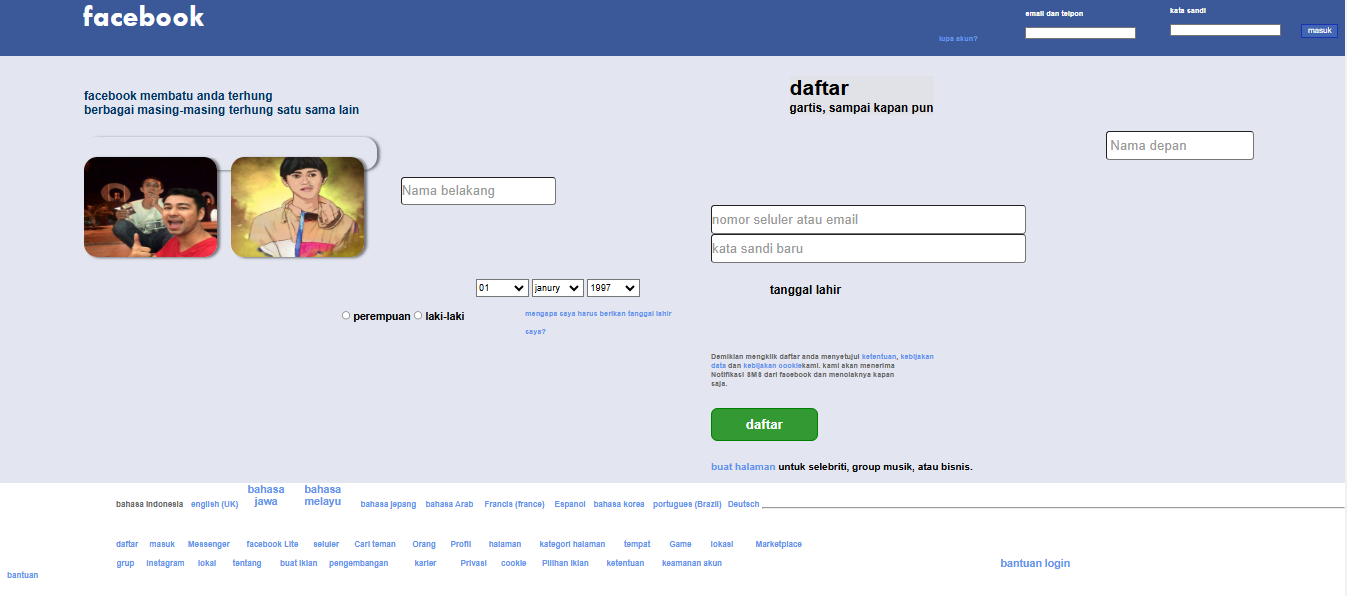 facebook
email dan telpon
kata sandi
lupa akun?
masuk
facebook membatu anda terhung
berbagai masing-masing terhung satu sama lain
daftar
gartis, sampai kapan pun
Nama depan
Nama belakang
nomor seluler atau email
kata sandi baru
01 janury 1997
tanggal lahir
perempuan laki-laki
mengapa saya harus berikan tanggal lahir
saya?
Demikian mengklik daftar anda menyetujui ketentuan, kebijakan
data dan kebijakan cookiekami. kami akan menerima
Notifikasi SMS dari facebook dan menolaknya kapan
saja.
daftar
buat halaman untuk selebriti, group musik, atau bisnis.
bahasa indonesia english (UK) bahasa jawa bahasa melayu bahasa jepang bahasa Arab Francis (france) Espanol bahasa korea portugues (Brazil) Deutsch
daftar masuk Messenger facebook Lite seluler Cari teman Orang Profil halaman kategori halaman tempat Game lokasi Marketplace
grup instagram lokal tentang buat iklan pengembangan karier Privasi cookie Pilihan iklan ketentuan keamanan akun bantuan login
bantuan